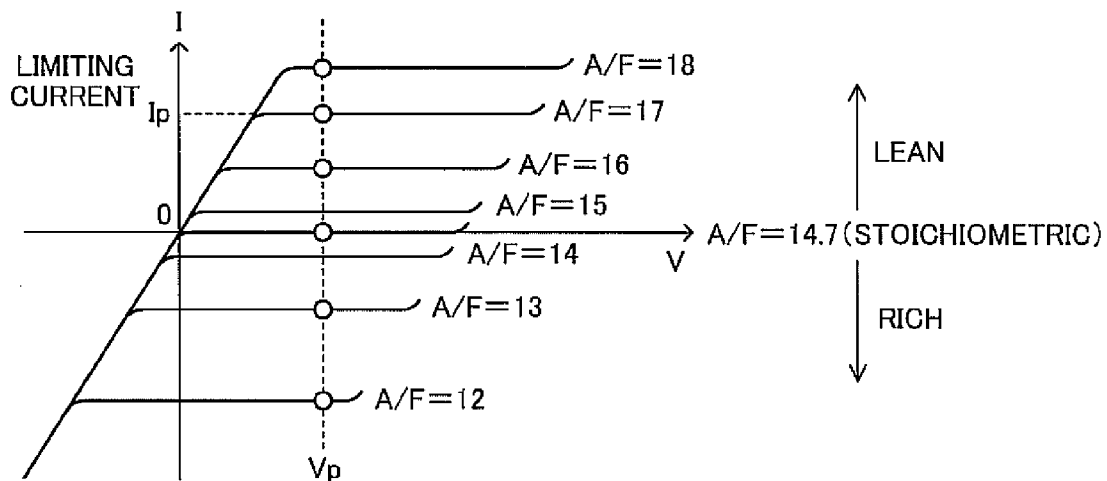 I
LIMITING
CURRENT
A/F=18
Ip
A/F=17
A/F=16
LEAN
A/F=15
0
A/F=14.7(STOICHIOMETRIC)
V
A/F=14
A/F=13
RICH
A/F=12
Vp